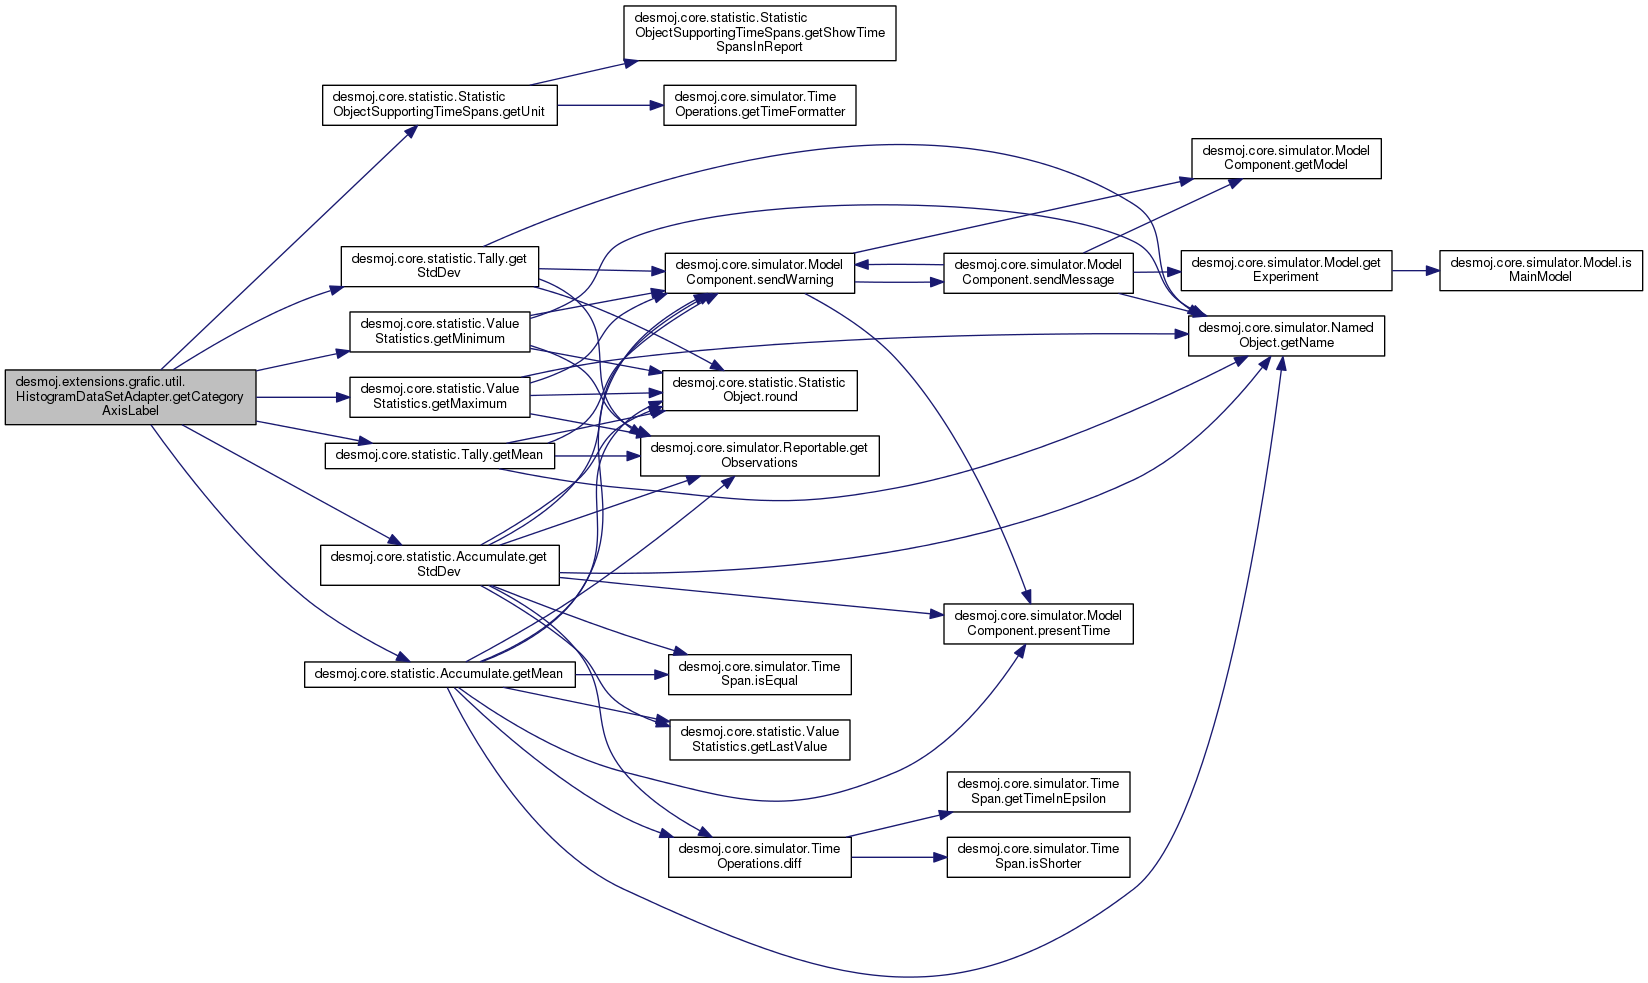 desmoj.core.statistic.Statistic
ObjectSupportingTimeSpans.getShowTime
SpansInReport
desmoj.core.statistic.Statistic
ObjectSupportingTimeSpans.getUnit
desmoj.core.simulator.Time
Operations.getTimeFormatter
desmoj.core.simulator.Model
Component.getModel
desmoj.core.statistic.Tally.get
StdDev
desmoj.core.simulator.Model
Component.sendWarning
desmoj.core.simulator.Model
Component.sendMessage
desmoj.core.simulator.Model.get
Experiment
desmoj.core.simulator.Model.is
MainModel
desmoj.core.statistic.Value
Statistics.getMinimum
desmoj.core.simulator.Named
Object.getName
desmoj.extensions.grafic.util.
HistogramDataSetAdapter.getCategory
AxisLabel
desmoj.core.statistic.Value
Statistics.getMaximum
desmoj.core.statistic.Statistic
Object.round
desmoj.core.statistic.Tally.getMean
desmoj.core.simulator.Reportable.get
Observations
desmoj.core.statistic.Accumulate.get
StdDev
desmoj.core.simulator.Model
Component.presentTime
desmoj.core.statistic.Accumulate.getMean
desmoj.core.simulator.Time
Span.isEqual
desmoj.core.statistic.Value
Statistics.getLastValue
desmoj.core.simulator.Time
Span.getTimeInEpsilon
desmoj.core.simulator.Time
Operations.diff
desmoj.core.simulator.Time
Span.isShorter